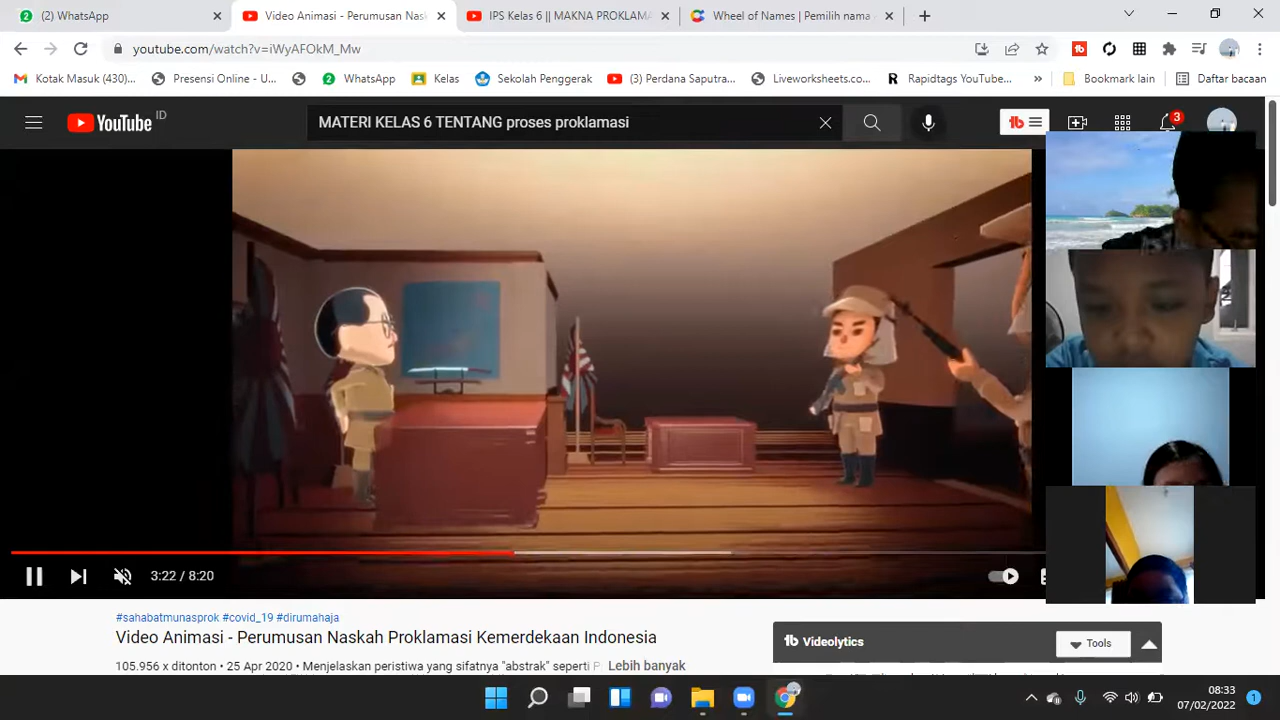 (2) WhatsApp
Video Animasi - Perumusan Nask
IPS Kelas 6 || MAKNA PROKLAMA
Wheel of Names | Pemilih nama
youtube.com/watch?v=iWyAFOkM_Mw
Kotak Masuk (430)...
Presensi Online - U...
2 WhatsApp
Kelas
Sekolah Penggerak
(3) Perdana Saputra...
Liveworksheets.co...
R Rapidtags YouTube...
»
Bookmark lain
Daftar bacaan
YouTube ID
MATERI KELAS 6 TENTANG proses proklamasi
3
3:22 / 8:20
#sahabatmunasprok #covid_19 #dirumahaja
Video Animasi - Perumusan Naskah Proklamasi Kemerdekaan Indonesia
105.956 x ditonton • 25 Apr 2020 • Menjelaskan peristiwa yang sifatnya "abstrak" seperti P Lebih banyak
Videolytics
Tools
08:33
07/02/2022
1